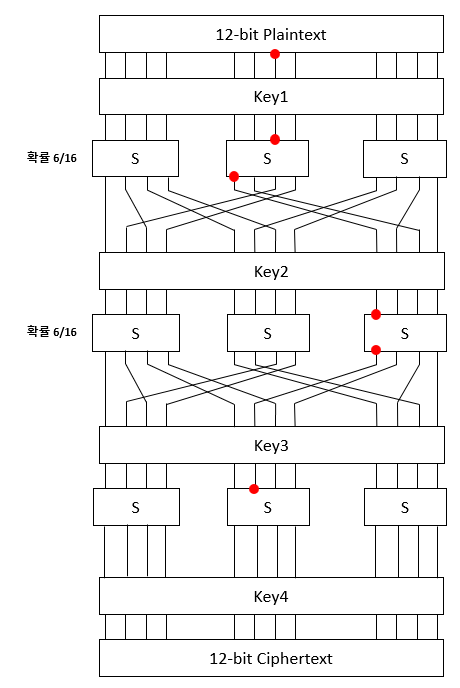 12-bit Plaintext
Key1
확률 6/16
S S S
Key2
확률 6/16
S S S
Key3
S S S
Key4
12-bit Ciphertext